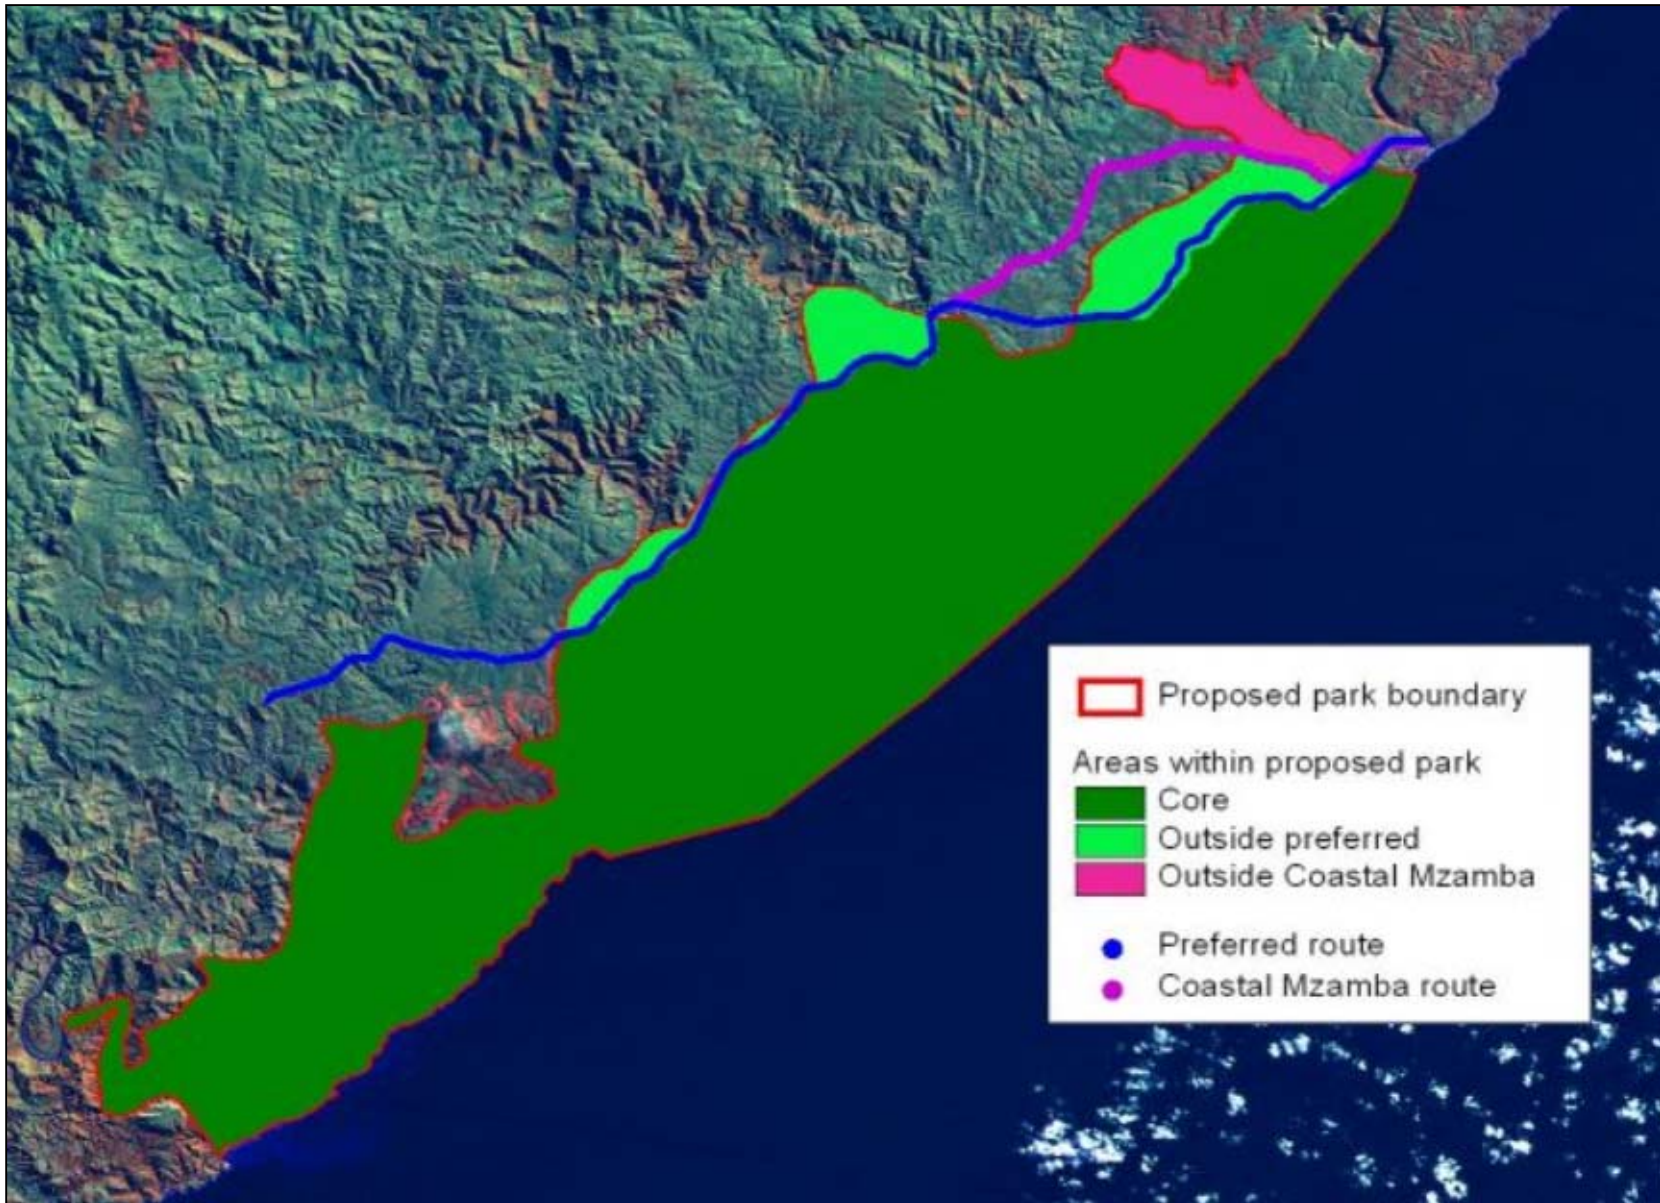 Proposed park boundary
Areas within proposed park
Core
Outside preferred
Outside Coastal Mzamba
Preferred route
Coastal Mzamba route